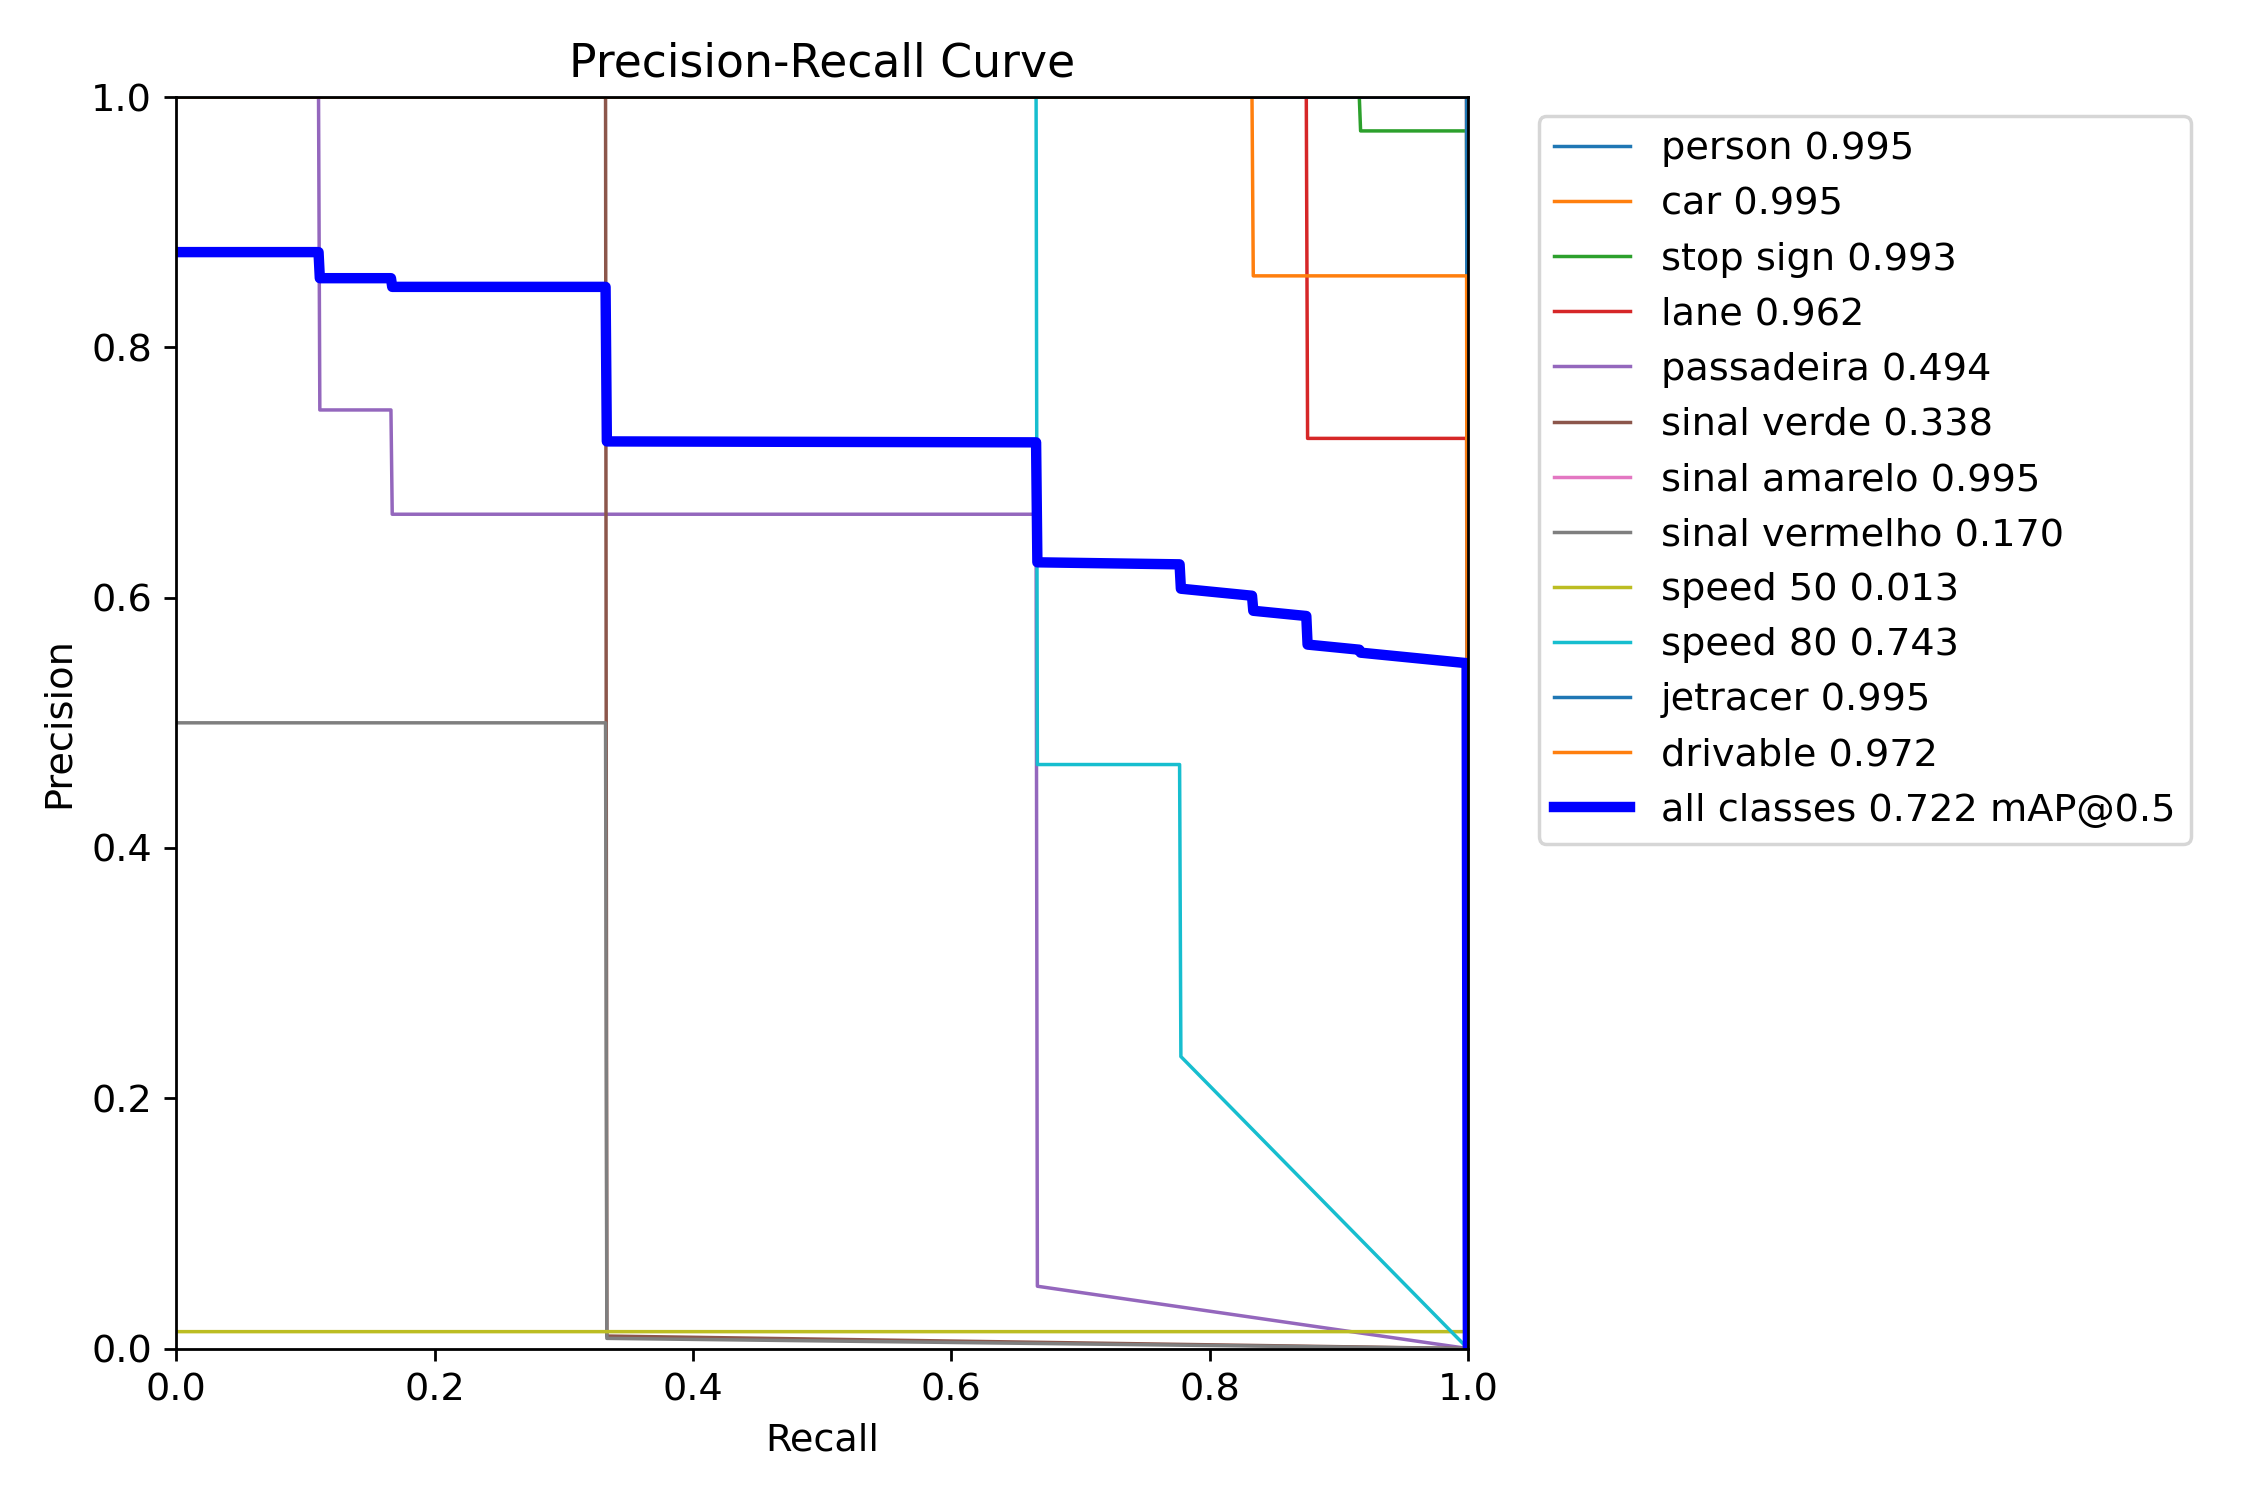 Precision-Recall Curve
1.0
0.8
0.6
0.4
0.2
0.0
Precision
0.0 0.2 0.4 0.6 0.8 1.0
Recall
person 0.995
car 0.995
stop sign 0.993
lane 0.962
passadeira 0.494
sinal verde 0.338
sinal amarelo 0.995
sinal vermelho 0.170
speed 50 0.013
speed 80 0.743
jetracer 0.995
drivable 0.972
all classes 0.722 mAP@0.5